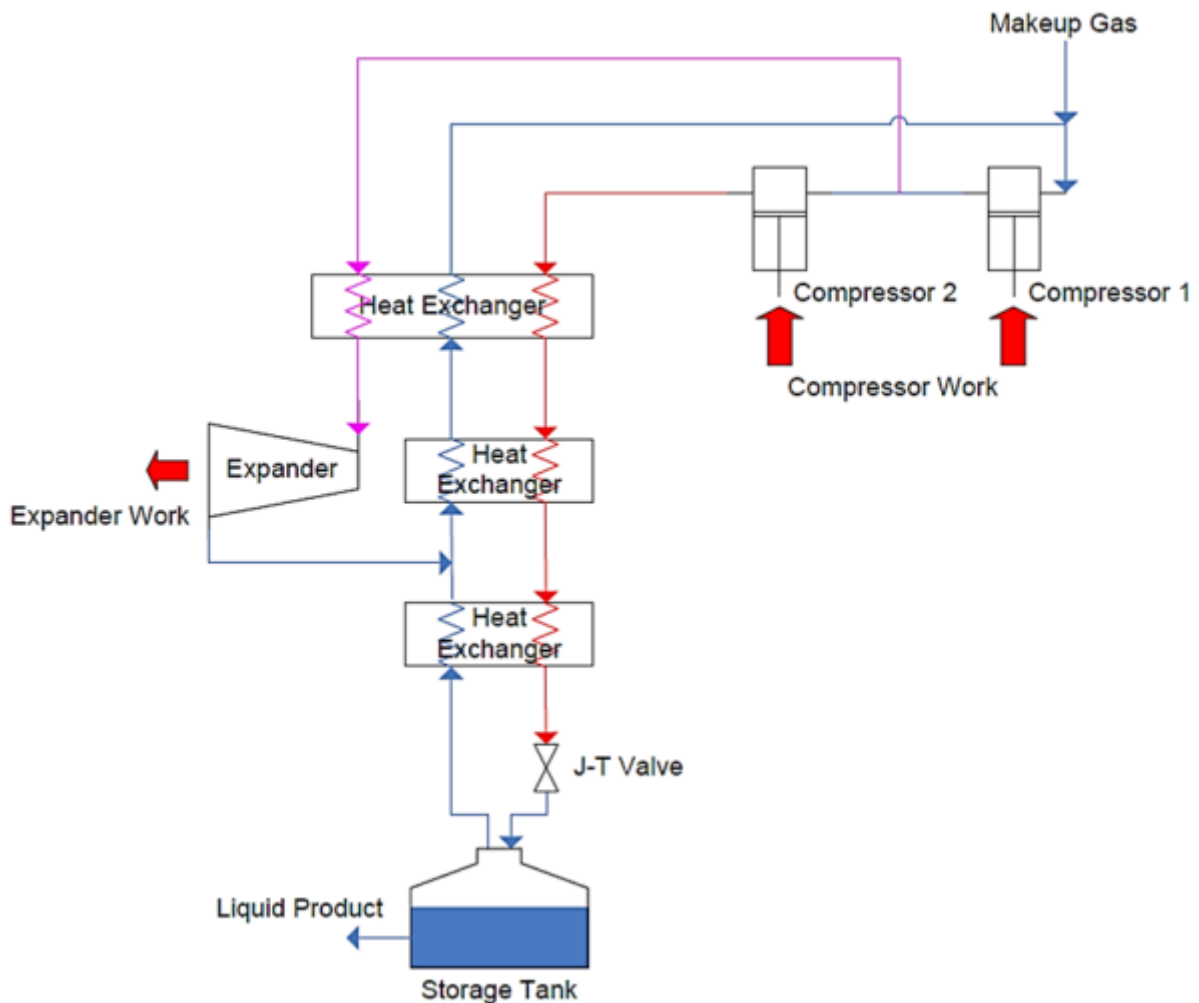 Makeup Gas
Compressor 2
Compressor 1
Compressor Work
Heat Exchanger
Expander
Expander Work
Heat
Exchanger
Heat
Exchanger
J-T Valve
Liquid Product
Storage Tank